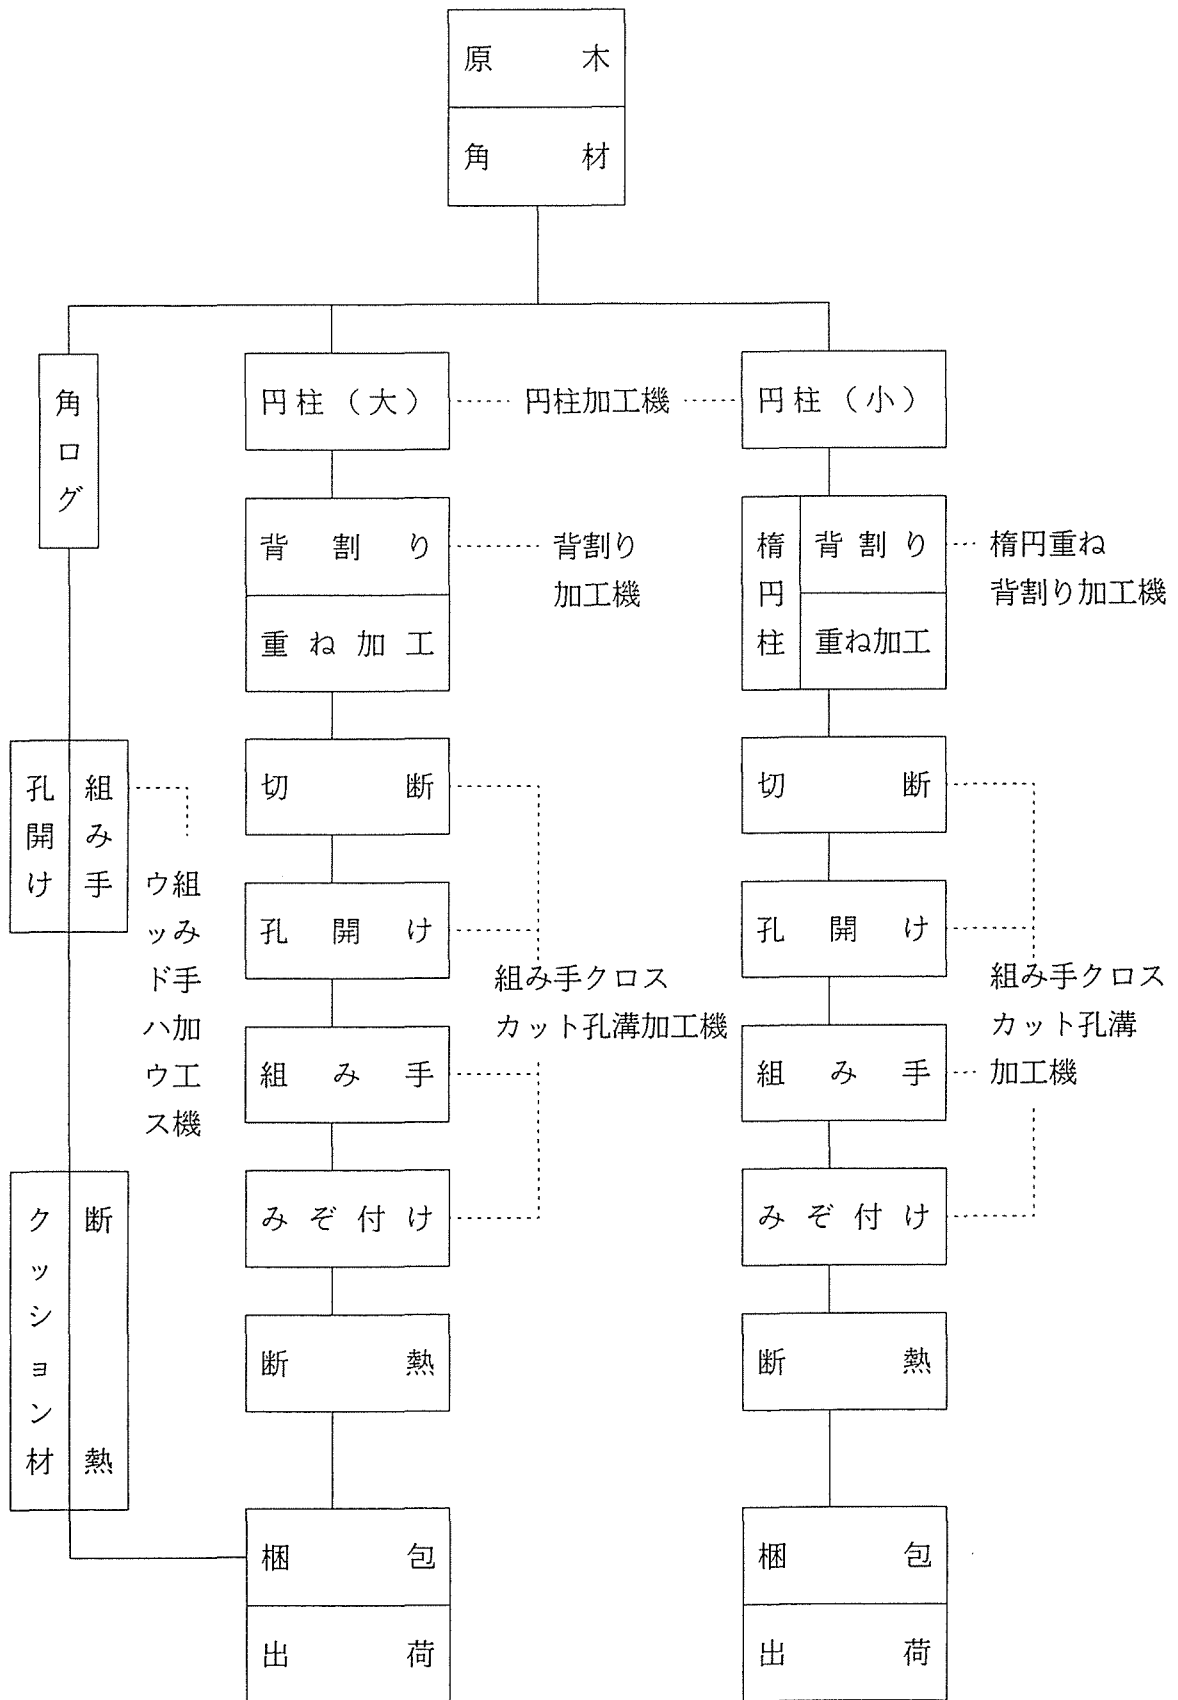 原木
角材
角ログ
円柱（大）
円柱加工機
円柱（小）
背割り
背割り
加工機
重ね加工
楕円柱
背割り
重ね加工
楕円重ね
背割り加工機
組み手
孔開け
組み手加工機
ウッドハウス
切断
孔開け
組み手クロス
カット孔溝加工機
組み手
みぞ付け
断熱
切断
孔開け
組み手クロス
カット孔溝
加工機
組み手
みぞ付け
断熱
断熱
クッション材
梱包
出荷
梱包
出荷